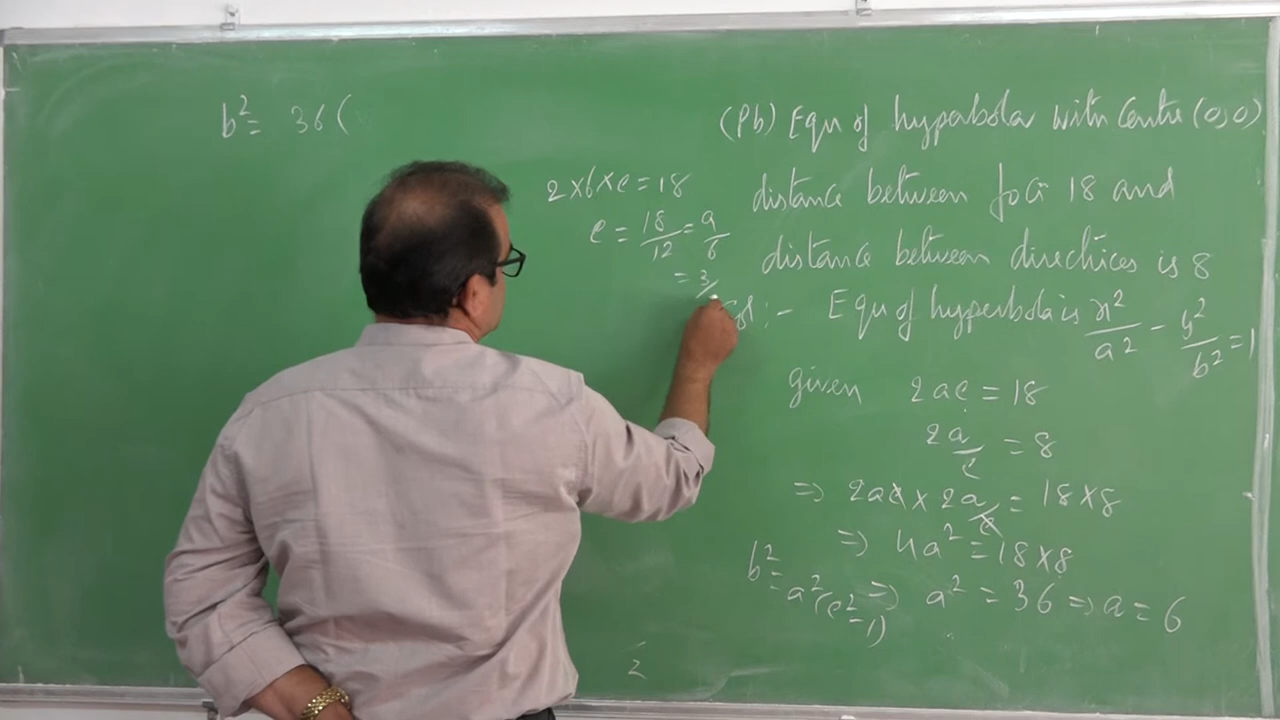 b² = 36 (
2×6×e = 18
e = 18/12 = 9/6
= 3/
(Pb) Equ of hyperbola with Centre (0,0)
distance between foci 18 and
distance between directrices is 8
Sol :- Equ of hyperbola is x²/a² - y²/b² = 1
given 2ae = 18
2a/e = 8
=> 2ae × 2a/e = 18×8
=> 4a² = 18×8
b² = a²(e²-1) => a² = 36 => a = 6
2